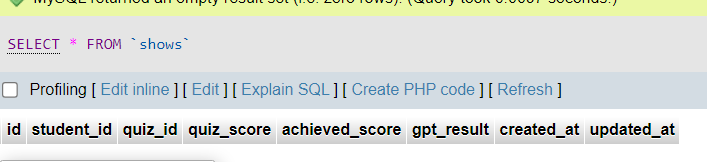 MySQL returned an empty result set (i.e. zero rows). (Query took 0.0007 seconds.)
SELECT * FROM `shows`
Profiling [ Edit inline ] [ Edit ] [ Explain SQL ] [ Create PHP code ] [ Refresh ]
id student_id quiz_id quiz_score achieved_score gpt_result created_at updated_at